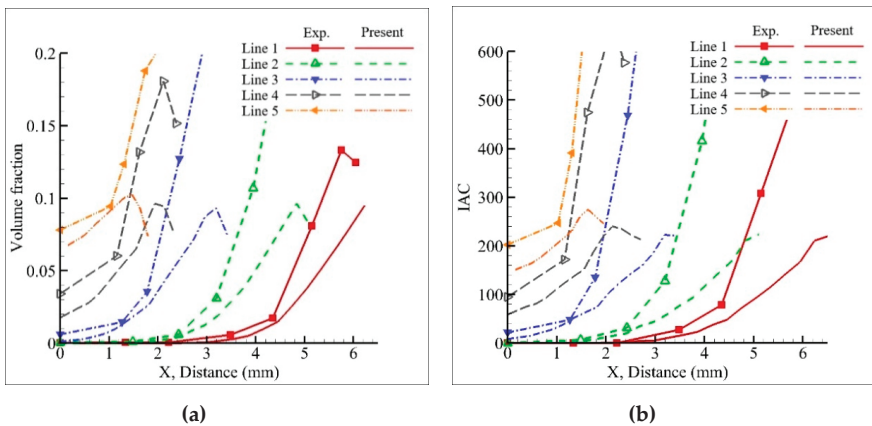 (a)
Volume fraction
0.2
0.15
0.1
0.05
0
Exp. Present
Line 1
Line 2
Line 3
Line 4
Line 5
0 1 2 3 4 5 6
X, Distance (mm)
(b)
IAC
600
500
400
300
200
100
0
Exp. Present
Line 1
Line 2
Line 3
Line 4
Line 5
0 1 2 3 4 5 6
X, Distance (mm)
(a)
(b)